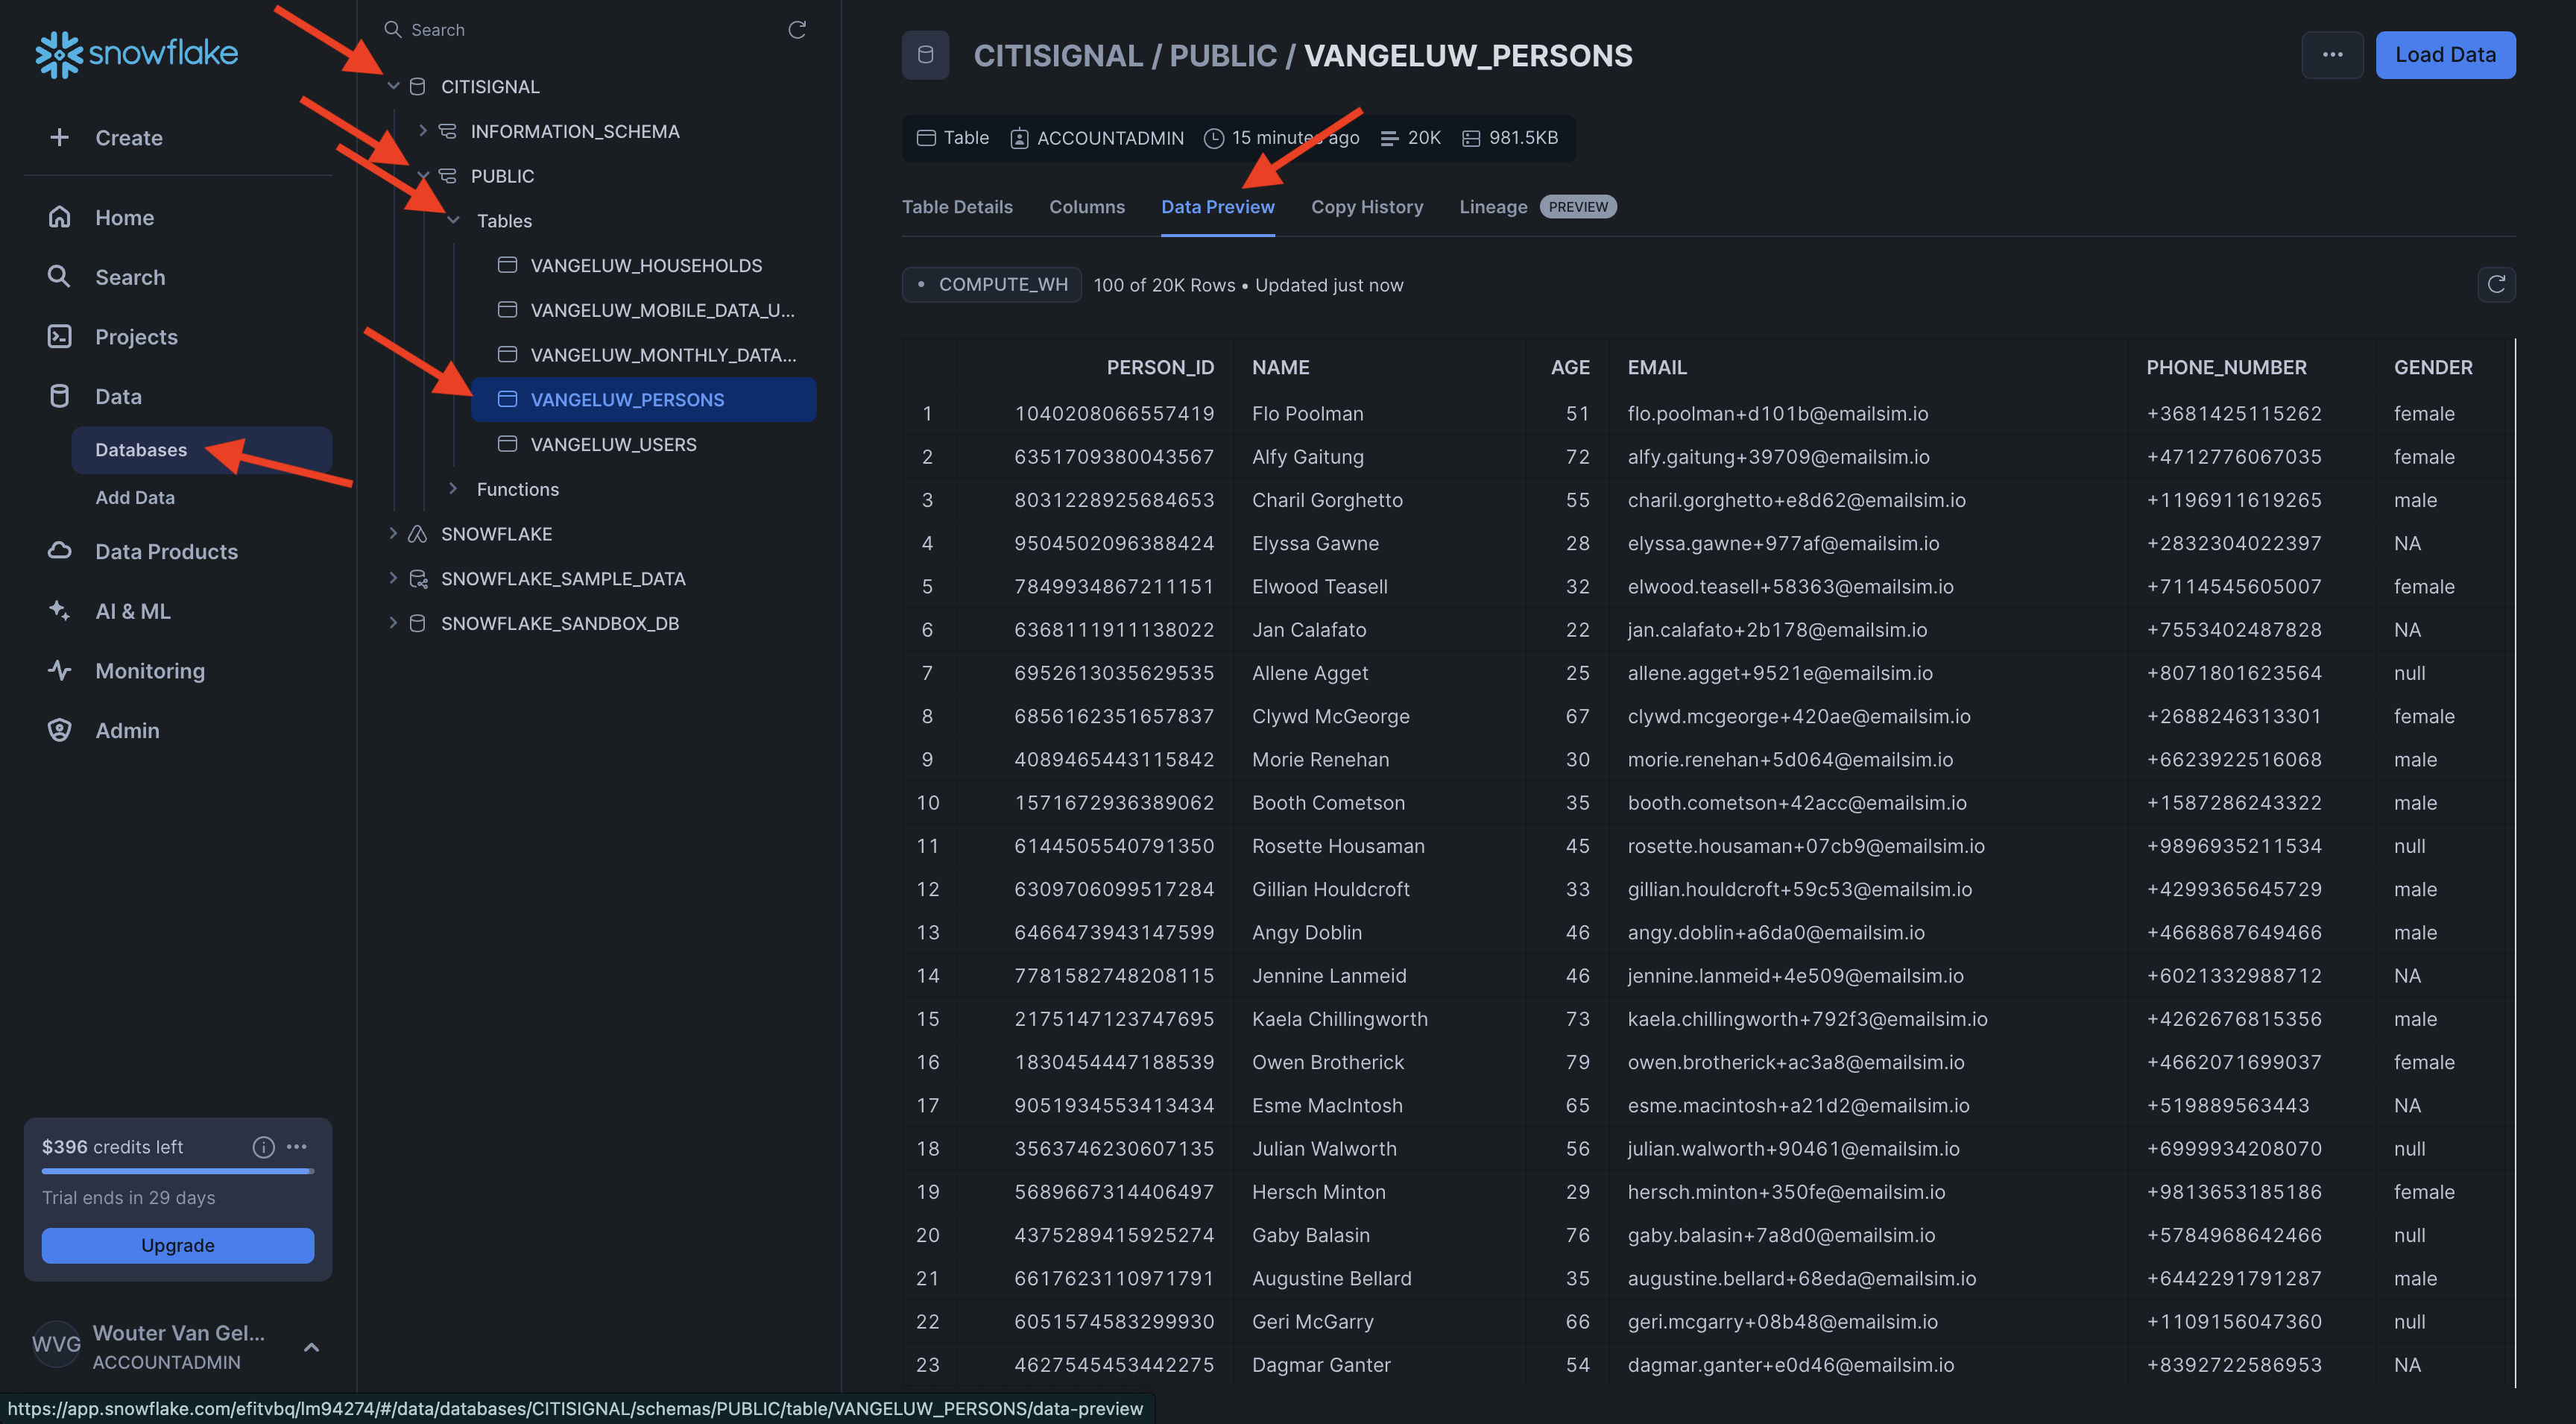 snowflake
Create
Home
Search
Projects
Data
Databases
Add Data
Data Products
AI & ML
Monitoring
Admin
$396 credits left
Trial ends in 29 days
Upgrade
WVG
Wouter Van Gel...
ACCOUNTADMIN
Search
CITISIGNAL
INFORMATION_SCHEMA
PUBLIC
Tables
VANGELUW_HOUSEHOLDS
VANGELUW_MOBILE_DATA_U...
VANGELUW_MONTHLY_DATA...
VANGELUW_PERSONS
VANGELUW_USERS
Functions
SNOWFLAKE
SNOWFLAKE_SAMPLE_DATA
SNOWFLAKE_SANDBOX_DB
CITISIGNAL / PUBLIC / VANGELUW_PERSONS
... Load Data
Table ACCOUNTADMIN 15 minutes ago 20K 981.5KB
Table Details Columns Data Preview Copy History Lineage PREVIEW
• COMPUTE_WH 100 of 20K Rows • Updated just now
PERSON_ID NAME AGE EMAIL PHONE_NUMBER GENDER
1 1040208066557419 Flo Poolman 51 flo.poolman+d101b@emailsim.io +3681425115262 female
2 6351709380043567 Alfy Gaitung 72 alfy.gaitung+39709@emailsim.io +4712776067035 female
3 8031228925684653 Charil Gorghetto 55 charil.gorghetto+e8d62@emailsim.io +1196911619265 male
4 9504502096388424 Elyssa Gawne 28 elyssa.gawne+977af@emailsim.io +2832304022397 NA
5 7849934867211151 Elwood Teasell 32 elwood.teasell+58363@emailsim.io +7114545605007 female
6 6368111911138022 Jan Calafato 22 jan.calafato+2b178@emailsim.io +7553402487828 NA
7 6952613035629535 Allene Agget 25 allene.agget+9521e@emailsim.io +8071801623564 null
8 6856162351657837 Clywd McGeorge 67 clywd.mcgeorge+420ae@emailsim.io +2688246313301 female
9 4089465443115842 Morie Renehan 30 morie.renehan+5d064@emailsim.io +6623922516068 male
10 1571672936389062 Booth Cometson 35 booth.cometson+42acc@emailsim.io +1587286243322 male
11 6144505540791350 Rosette Housaman 45 rosette.housaman+07cb9@emailsim.io +9896935211534 null
12 6309706099517284 Gillian Houldcroft 33 gillian.houldcroft+59c53@emailsim.io +4299365645729 male
13 6466473943147599 Angy Doblin 46 angy.doblin+a6da0@emailsim.io +4668687649466 male
14 7781582748208115 Jennine Lanmeid 46 jennine.lanmeid+4e509@emailsim.io +6021332988712 NA
15 2175147123747695 Kaela Chillingworth 73 kaela.chillingworth+792f3@emailsim.io +4262676815356 male
16 1830454447188539 Owen Brotherick 79 owen.brotherick+ac3a8@emailsim.io +4662071699037 female
17 9051934553413434 Esme MacIntosh 65 esme.macintosh+a21d2@emailsim.io +519889563443 NA
18 3563746230607135 Julian Walworth 56 julian.walworth+90461@emailsim.io +6999934208070 null
19 5689667314406497 Hersch Minton 29 hersch.minton+350fe@emailsim.io +9813653185186 female
20 4375289415925274 Gaby Balasin 76 gaby.balasin+7a8d0@emailsim.io +5784968642466 null
21 6617623110971791 Augustine Bellard 35 augustine.bellard+68eda@emailsim.io +6442291791287 male
22 6051574583299930 Geri McGarry 66 geri.mcgarry+08b48@emailsim.io +1109156047360 null
23 4627545453442275 Dagmar Ganter 54 dagmar.ganter+e0d46@emailsim.io +8392722586953 NA
https://app.snowflake.com/efitvbq/lm94274/#/data/databases/CITISIGNAL/schemas/PUBLIC/table/VANGELUW_PERSONS/data-preview